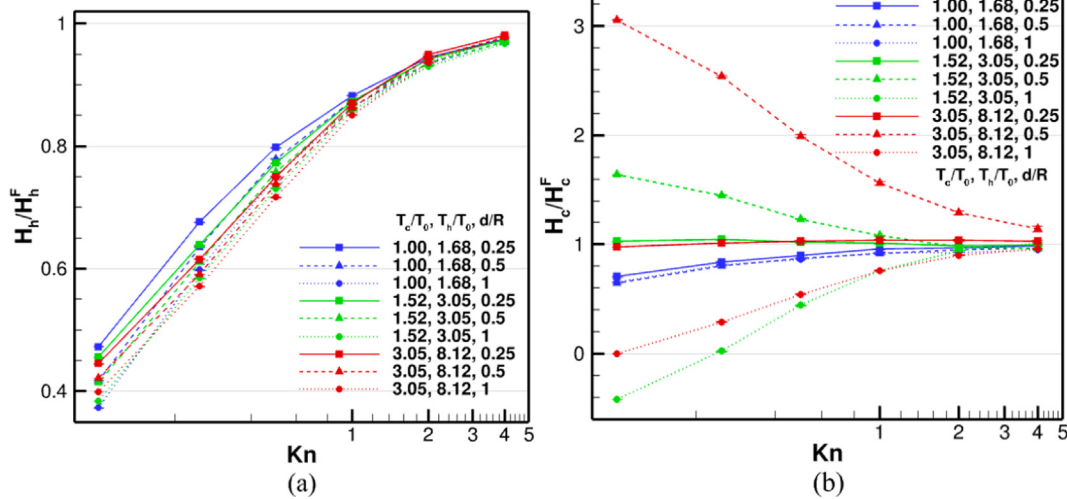 1
0.8
0.6
0.4
H_h/H_h^F
T_c/T_0, T_h/T_0, d/R
1.00, 1.68, 0.25
1.00, 1.68, 0.5
1.00, 1.68, 1
1.52, 3.05, 0.25
1.52, 3.05, 0.5
1.52, 3.05, 1
3.05, 8.12, 0.25
3.05, 8.12, 0.5
3.05, 8.12, 1
1 2 3 4 5
Kn
(a)
3
2
1
0
H_c/H_c^F
1.00, 1.68, 0.25
1.00, 1.68, 0.5
1.00, 1.68, 1
1.52, 3.05, 0.25
1.52, 3.05, 0.5
1.52, 3.05, 1
3.05, 8.12, 0.25
3.05, 8.12, 0.5
3.05, 8.12, 1
T_c/T_0, T_h/T_0, d/R
1 2 3 4 5
Kn
(b)